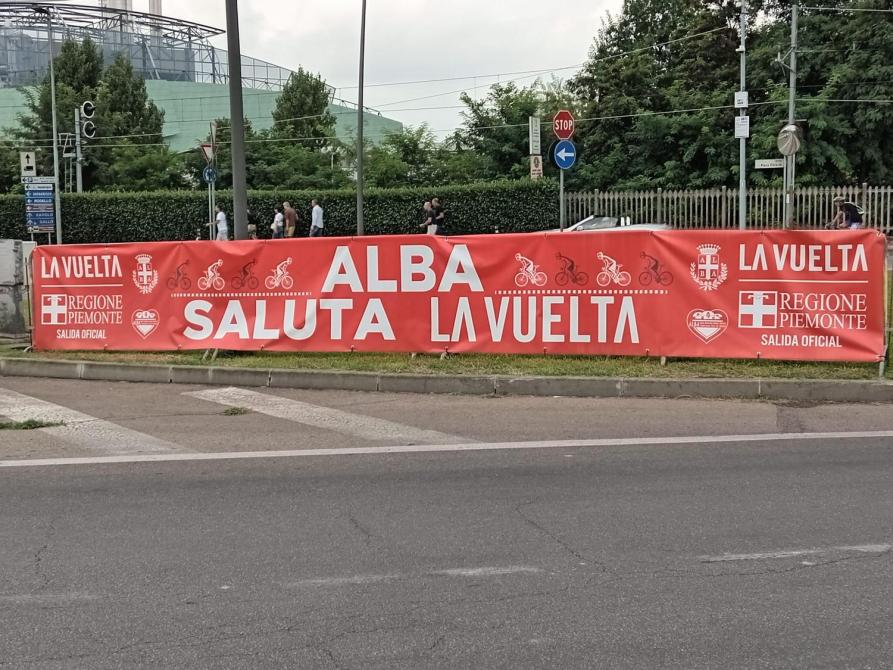 STOP
LA VUELTA
REGIONE
PIEMONTE
SALIDA OFICIAL
ALBA
SALUTA LA VUELTA
LA VUELTA
REGIONE
PIEMONTE
SALIDA OFICIAL